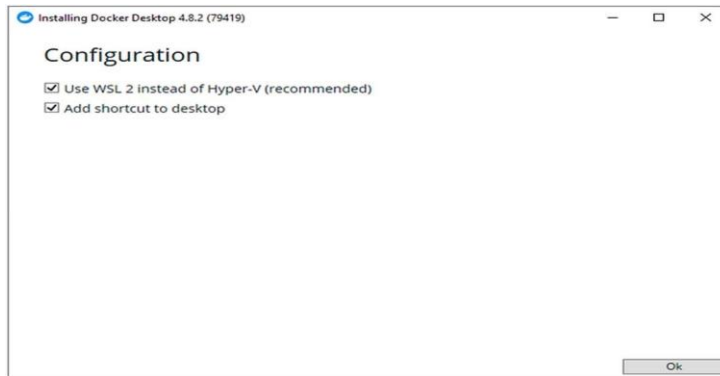 Installing Docker Desktop 4.8.2 (79419)
Configuration
Use WSL 2 instead of Hyper-V (recommended)
Add shortcut to desktop
Ok